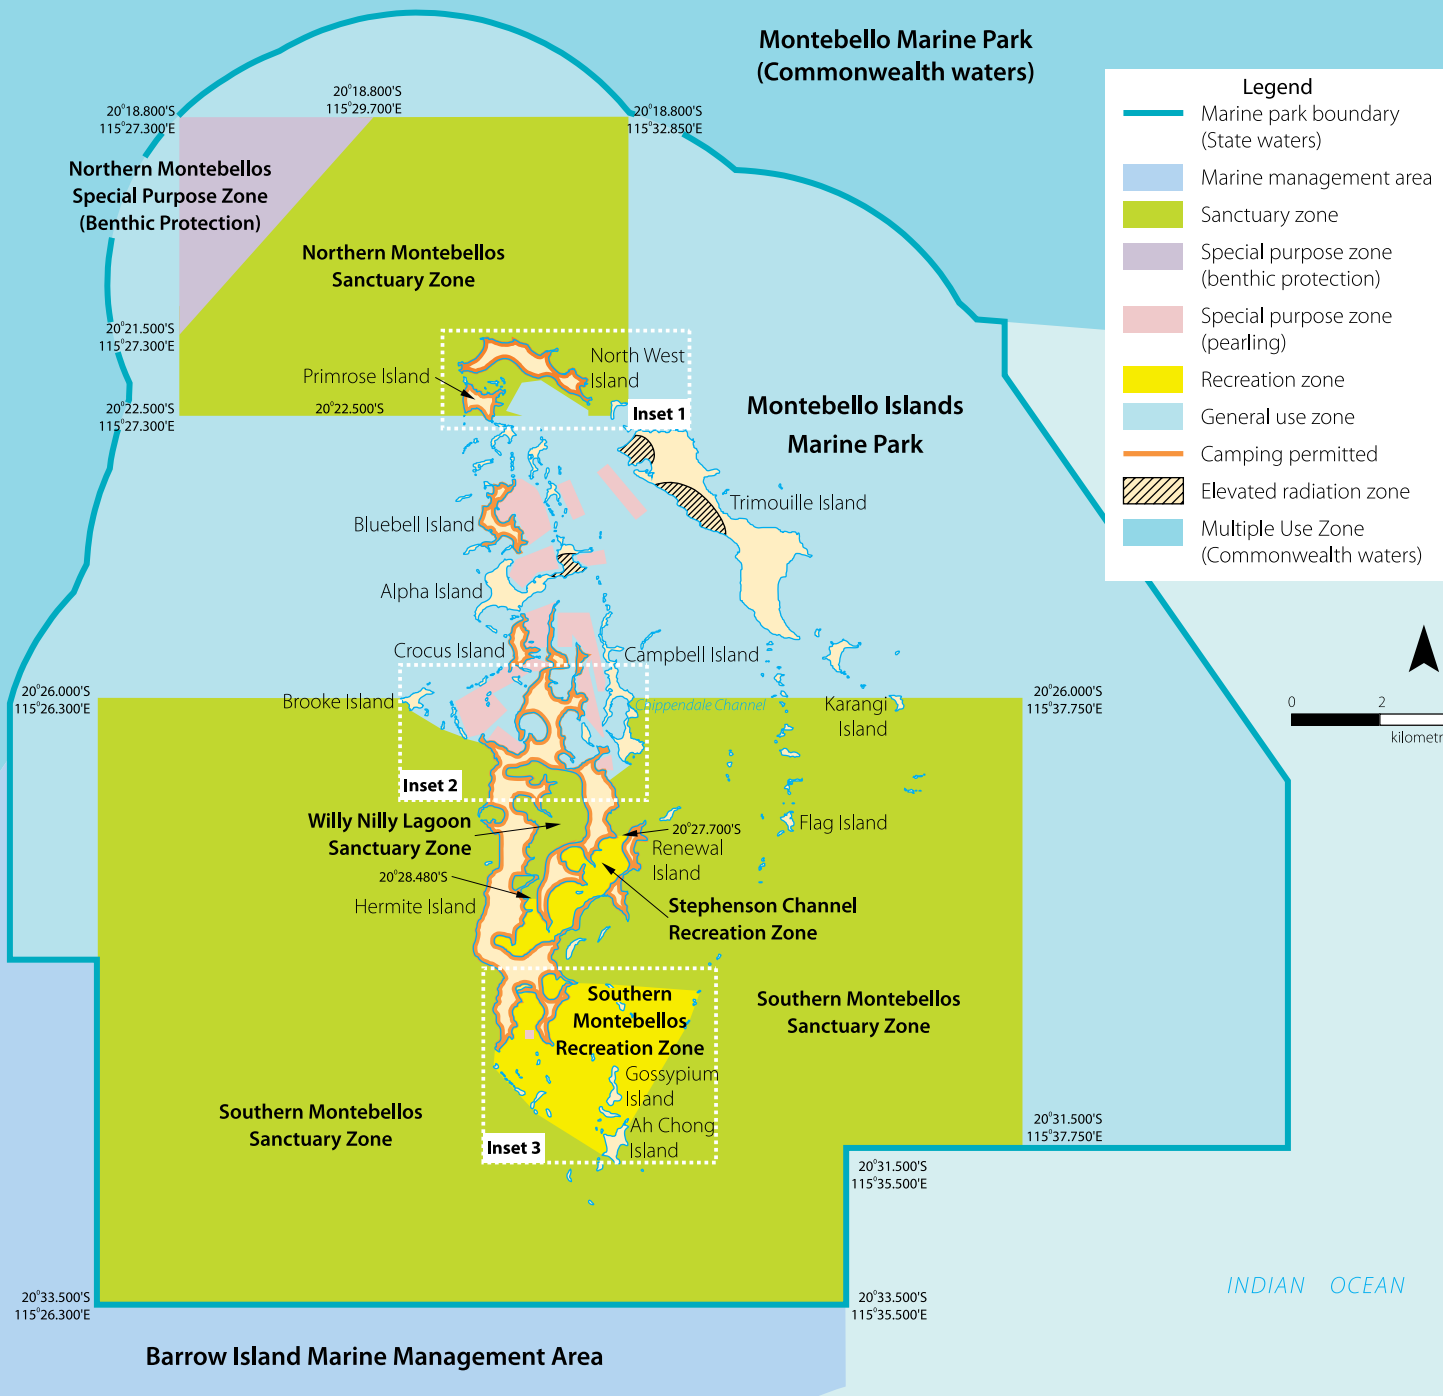 Montebello Marine Park
(Commonwealth waters)
Legend
Marine park boundary
(State waters)
Marine management area
Sanctuary zone
Special purpose zone
(benthic protection)
Special purpose zone
(pearling)
Recreation zone
General use zone
Camping permitted
Elevated radiation zone
Multiple Use Zone
(Commonwealth waters)
20°18.800'S
115°27.300'E
20°18.800'S
115°29.700'E
20°18.800'S
115°32.850'E
Northern Montebellos
Special Purpose Zone
(Benthic Protection)
Northern Montebellos
Sanctuary Zone
20°21.500'S
115°27.300'E
20°22.500'S
115°27.300'E
20°22.500'S
Primrose Island
North West
Island
Inset 1
Montebello Islands
Marine Park
Trimouille Island
Bluebell Island
Alpha Island
Crocus Island
Campbell Island
Brooke Island
Chippendale Channel
Karangi
Island
20°26.000'S
115°26.300'E
20°26.000'S
115°37.750'E
0
2
kilomet
Inset 2
Willy Nilly Lagoon
Sanctuary Zone
Flag Island
20°27.700'S
Renewal
Island
20°28.480'S
Hermite Island
Stephenson Channel
Recreation Zone
Southern
Montebellos
Recreation Zone
Southern Montebellos
Sanctuary Zone
Gossypium
Island
Ah Chong
Island
Inset 3
Southern Montebellos
Sanctuary Zone
20°31.500'S
115°37.750'E
20°31.500'S
115°35.500'E
20°33.500'S
115°26.300'E
20°33.500'S
115°35.500'E
INDIAN OCEAN
Barrow Island Marine Management Area